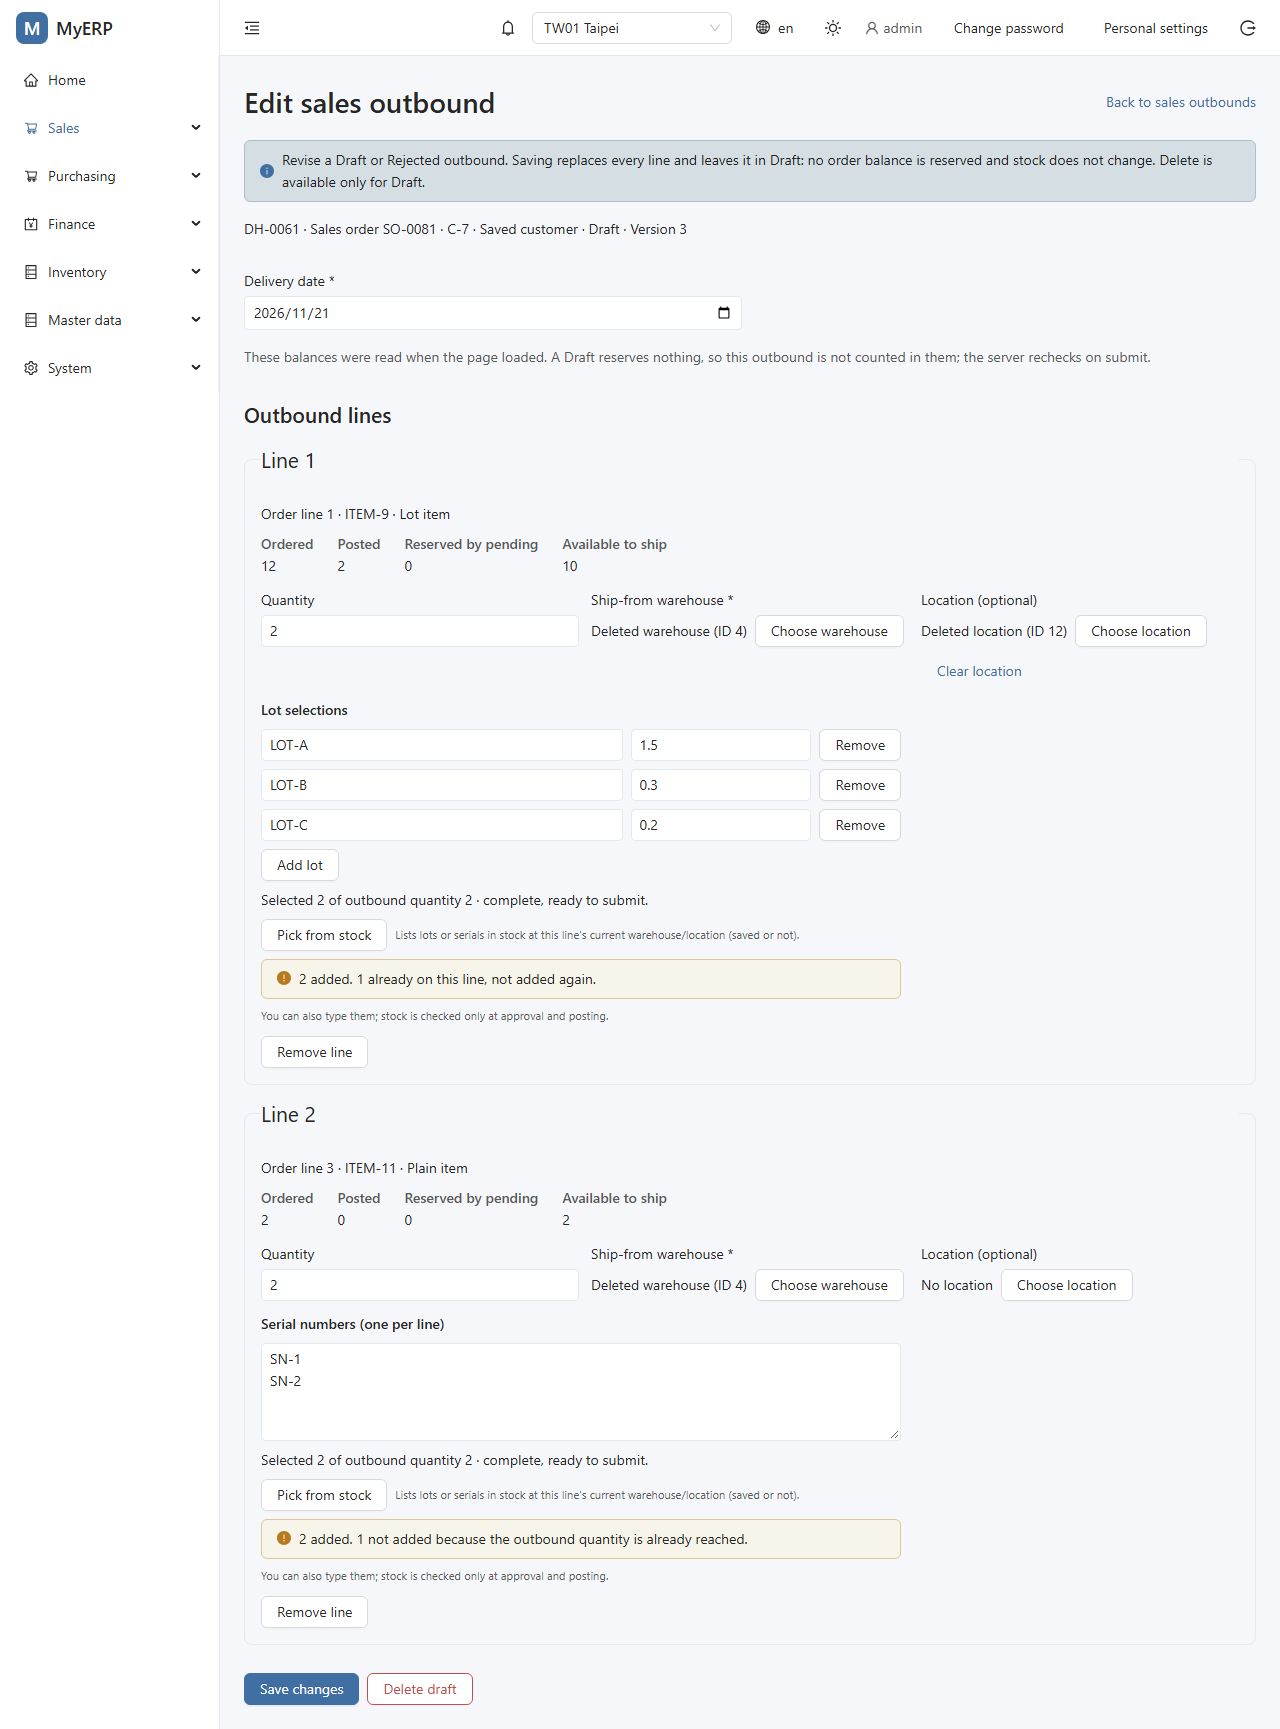 M MyERP
TW01 Taipei
en
admin
Change password
Personal settings
Home
Sales
Purchasing
Finance
Inventory
Master data
System
Edit sales outbound
Back to sales outbounds
Revise a Draft or Rejected outbound. Saving replaces every line and leaves it in Draft: no order balance is reserved and stock does not change. Delete is
available only for Draft.
DH-0061 · Sales order SO-0081 · C-7 · Saved customer · Draft · Version 3
Delivery date *
2026/11/21
These balances were read when the page loaded. A Draft reserves nothing, so this outbound is not counted in them; the server rechecks on submit.
Outbound lines
Line 1
Order line 1 · ITEM-9 · Lot item
Ordered Posted Reserved by pending Available to ship
12 2 0 10
Quantity Ship-from warehouse * Location (optional)
2 Deleted warehouse (ID 4) Choose warehouse Deleted location (ID 12) Choose location
Clear location
Lot selections
LOT-A 1.5 Remove
LOT-B 0.3 Remove
LOT-C 0.2 Remove
Add lot
Selected 2 of outbound quantity 2 · complete, ready to submit.
Pick from stock Lists lots or serials in stock at this line's current warehouse/location (saved or not).
2 added. 1 already on this line, not added again.
You can also type them; stock is checked only at approval and posting.
Remove line
Line 2
Order line 3 · ITEM-11 · Plain item
Ordered Posted Reserved by pending Available to ship
2 0 0 2
Quantity Ship-from warehouse * Location (optional)
2 Deleted warehouse (ID 4) Choose warehouse No location Choose location
Serial numbers (one per line)
SN-1
SN-2
Selected 2 of outbound quantity 2 · complete, ready to submit.
Pick from stock Lists lots or serials in stock at this line's current warehouse/location (saved or not).
2 added. 1 not added because the outbound quantity is already reached.
You can also type them; stock is checked only at approval and posting.
Remove line
Save changes Delete draft